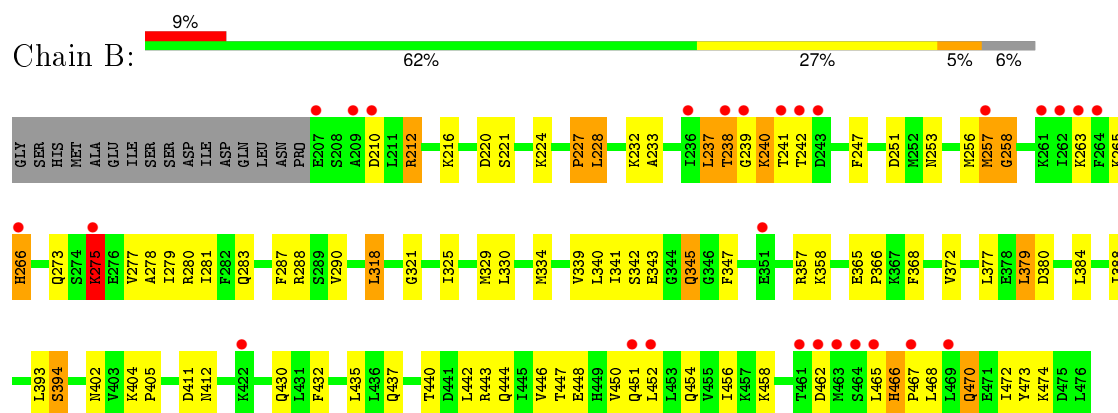 9%
Chain B:
62% 27% 5% 6%
GLY SER HIS MET ALA GLU ILE SER SER ASP ILE ASP GLN LEU ASN PRO E207 S208 A209 D210 L211 R212 K216 D220 S221 K224 P227 L228 K232 A233 I236 L237 T238 G239 K240 T241 T242 D243 F247 D251 M252 N253 M256 M257 G258 K261 I262 K263 F264 K265
H266 Q273 S274 K275 E276 V277 A278 I279 R280 I281 F282 Q283 F287 R288 S289 V290 L318 G321 I325 M329 L330 M334 V339 L340 I341 S342 E343 G344 Q345 G346 F347 E351 R357 K358 E365 P366 K367 F368 V372 L377 E378 L379 D380 L384 I388
L393 S394 N402 V403 K404 P405 D411 N412 K422 Q430 L431 F432 L435 L436 Q437 T440 D441 L442 R443 Q444 I445 V446 T447 E448 H449 V450 Q451 L452 L453 Q454 V455 I456 K457 K458 T461 D462 M463 S464 L465 H466 P467 L468 L469 Q470 E471 I472 Y473 K474 D475 L476